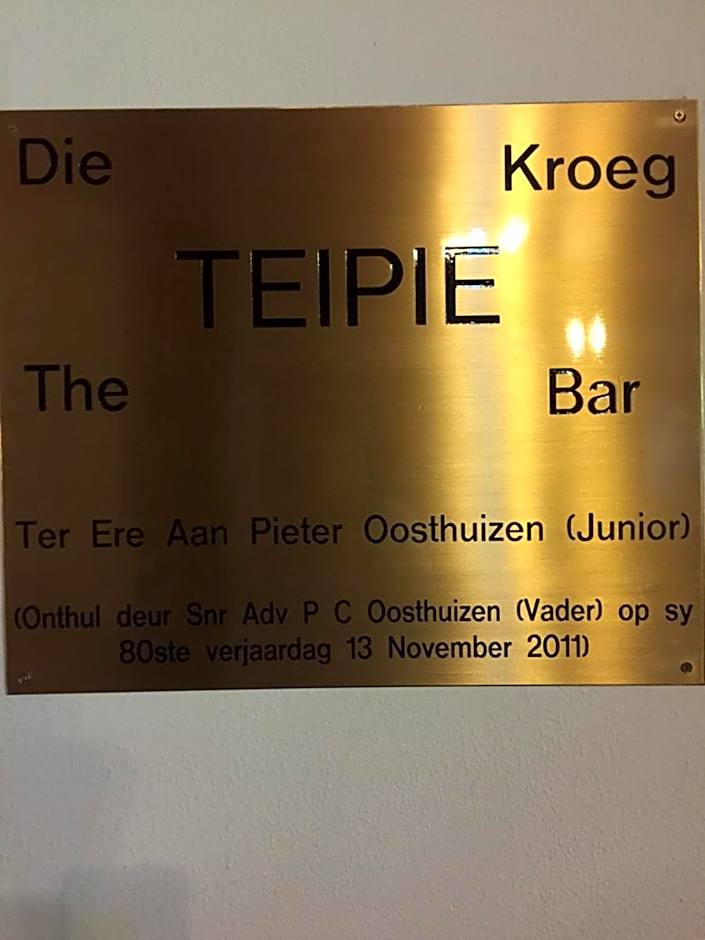 Die Kroeg
TEIPIE
The Bar
Ter Ere Aan Pieter Oosthuizen (Junior)
(Onthul deur Snr Adv P C Oosthuizen (Vader) op sy
80ste verjaardag 13 November 2011)